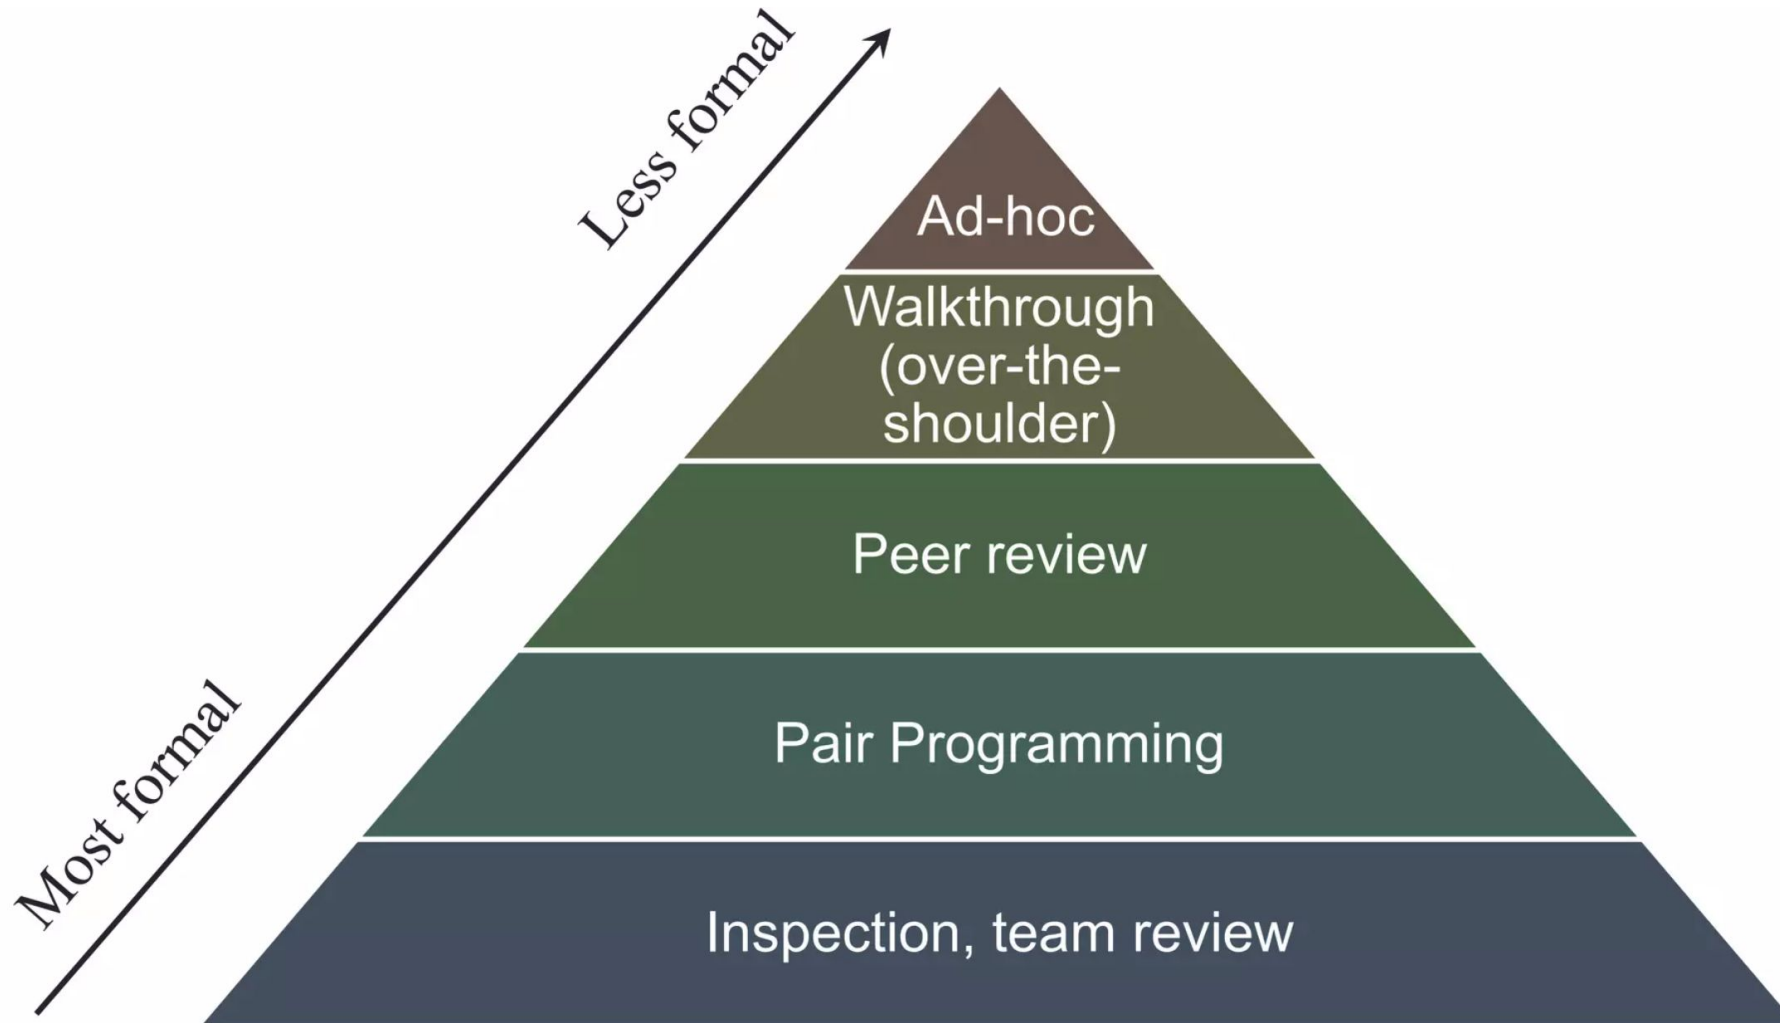 Less formal
Most formal
Ad-hoc
Walkthrough
(over-the-
shoulder)
Peer review
Pair Programming
Inspection, team review